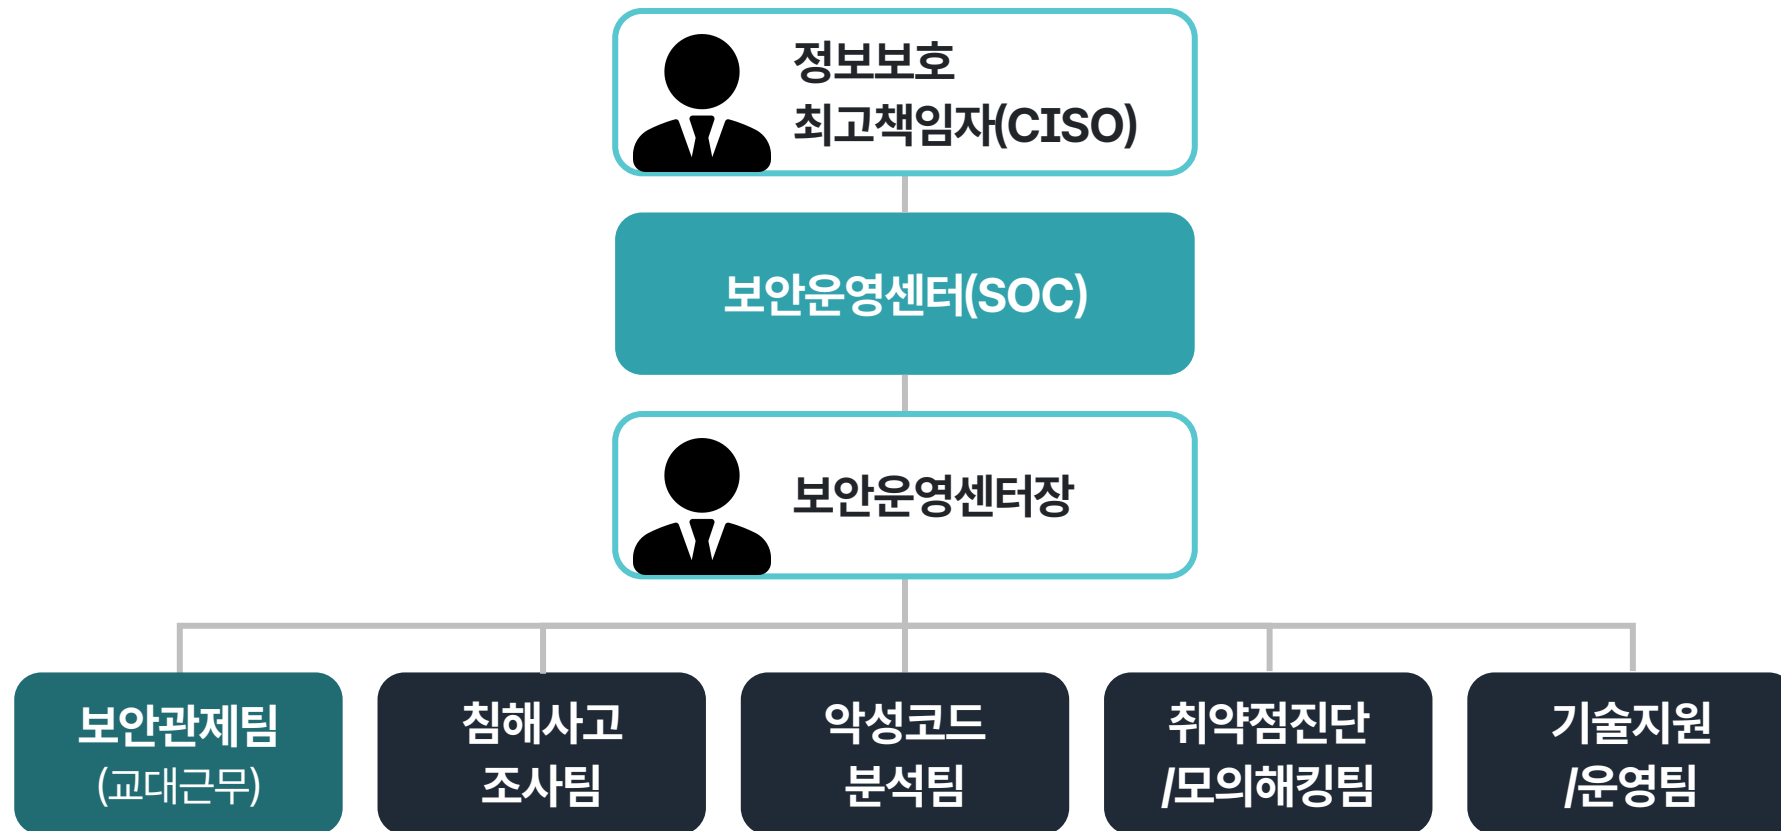 정보보호
최고책임자(CISO)
보안운영센터(SOC)
보안운영센터장
보안관제팀
(교대근무)
침해사고
조사팀
악성코드
분석팀
취약점진단
/모의해킹팀
기술지원
/운영팀